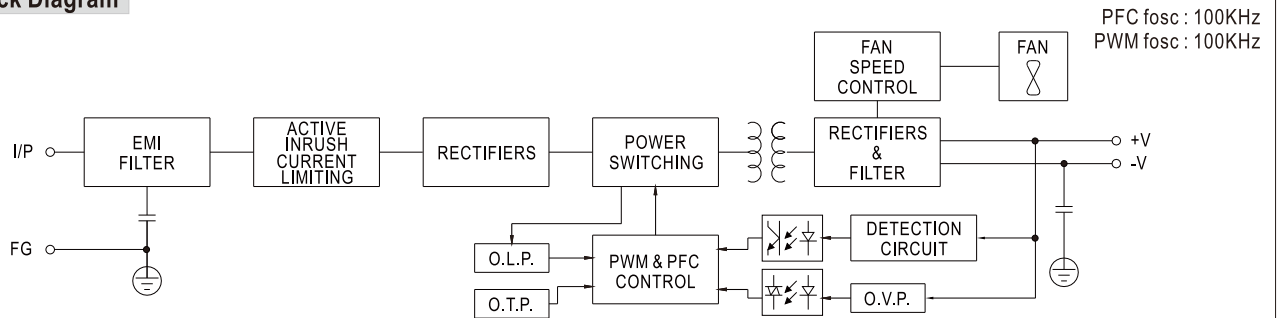 Diagram
PFC fosc : 100KHz
PWM fosc : 100KHz
FAN
SPEED
CONTROL
FAN
I/P
EMI
FILTER
ACTIVE
INRUSH
CURRENT
LIMITING
RECTIFIERS
POWER
SWITCHING
RECTIFIERS
&
FILTER
+V
-V
FG
O.L.P.
O.T.P.
PWM & PFC
CONTROL
DETECTION
CIRCUIT
O.V.P.